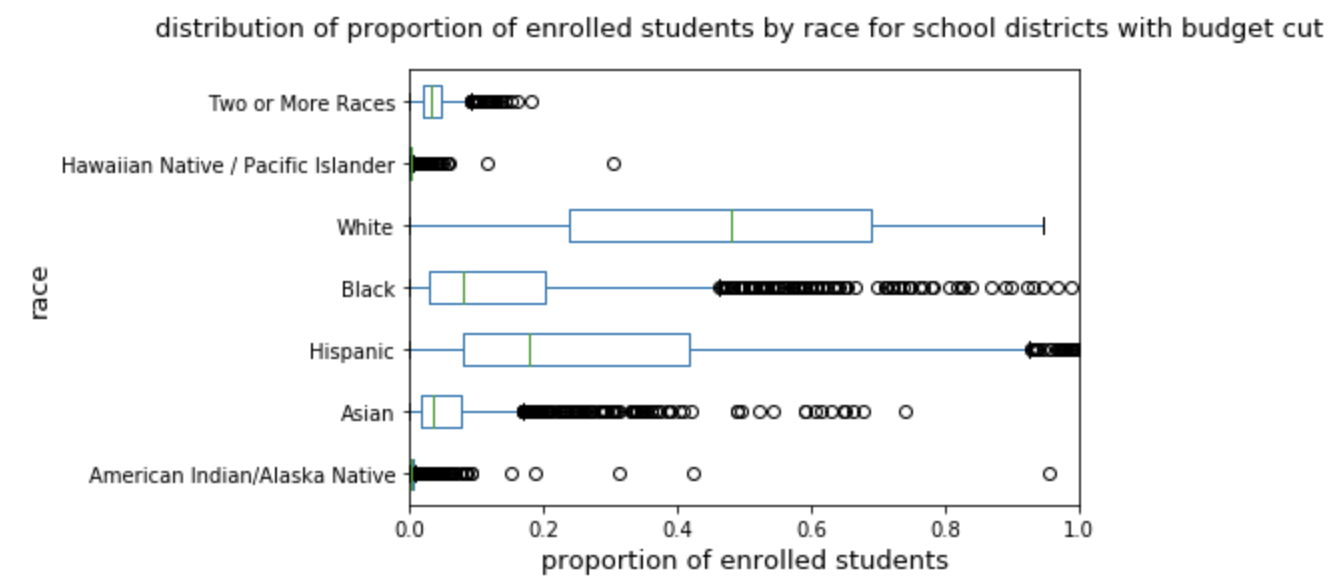 distribution of proportion of enrolled students by race for school districts with budget cut
Two or More Races
Hawaiian Native / Pacific Islander
White
Black
Hispanic
Asian
American Indian/Alaska Native
race
0.0 0.2 0.4 0.6 0.8 1.0
proportion of enrolled students